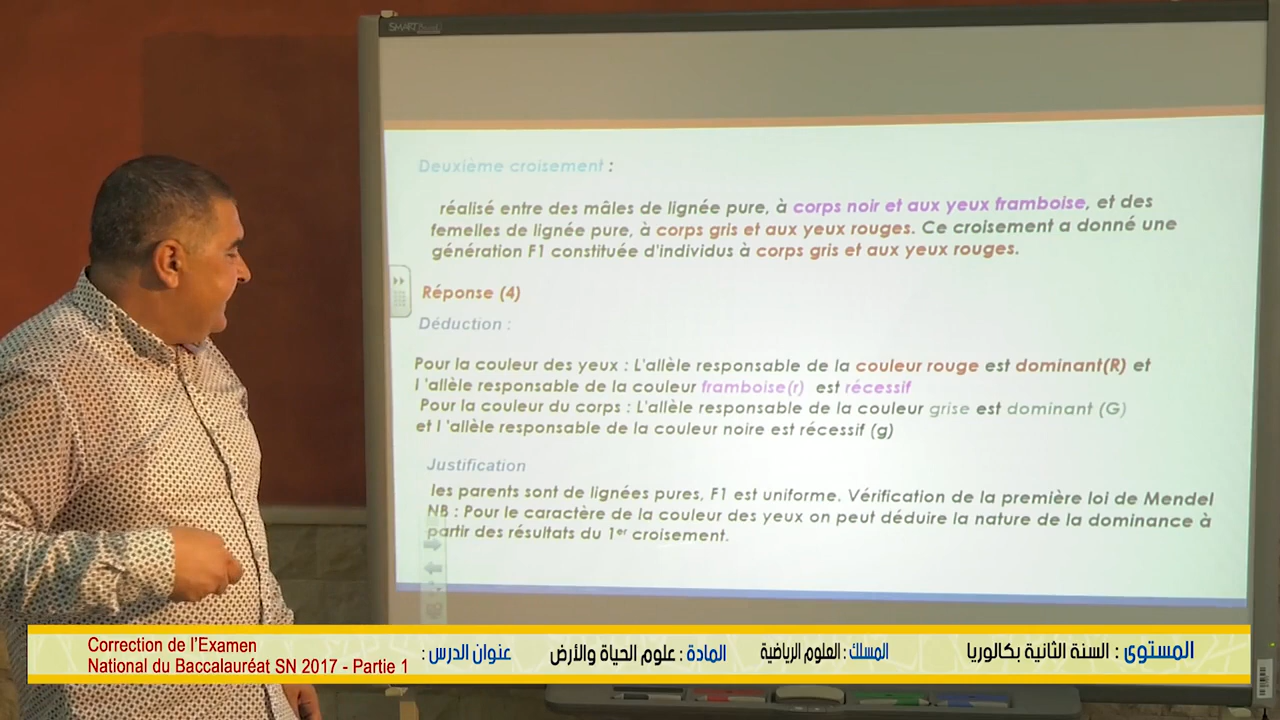 SMART
Deuxième croisement :
réalisé entre des mâles de lignée pure, à corps noir et aux yeux framboise, et des
femelles de lignée pure, à corps gris et aux yeux rouges. Ce croisement a donné une
génération F1 constituée d'individus à corps gris et aux yeux rouges.
Réponse (4)
Déduction :
Pour la couleur des yeux : L'allèle responsable de la couleur rouge est dominant(R) et
l 'allèle responsable de la couleur framboise(r) est récessif
Pour la couleur du corps : L'allèle responsable de la couleur grise est dominant (G)
et l 'allèle responsable de la couleur noire est récessif (g)
Justification
les parents sont de lignées pures, F1 est uniforme. Vérification de la première loi de Mendel
NB : Pour le caractère de la couleur des yeux on peut déduire la nature de la dominance à
partir des résultats du 1er croisement.
المستوى : السنة الثانية بكالوريا المسلك : العلوم الرياضية المادة : علوم الحياة والأرض عنوان الدرس :
Correction de l'Examen
National du Baccalauréat SN 2017 - Partie 1